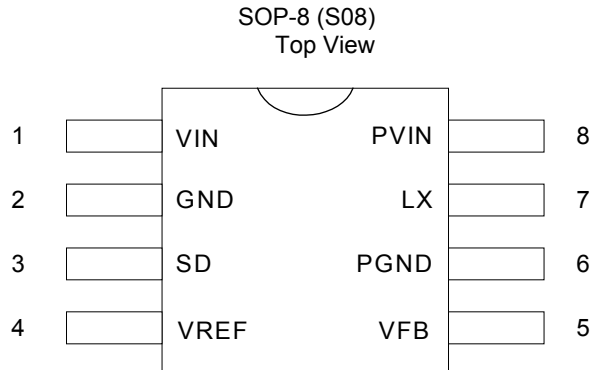 SOP-8 (S08)
Top View
1 VIN PVIN 8
2 GND LX 7
3 SD PGND 6
4 VREF VFB 5